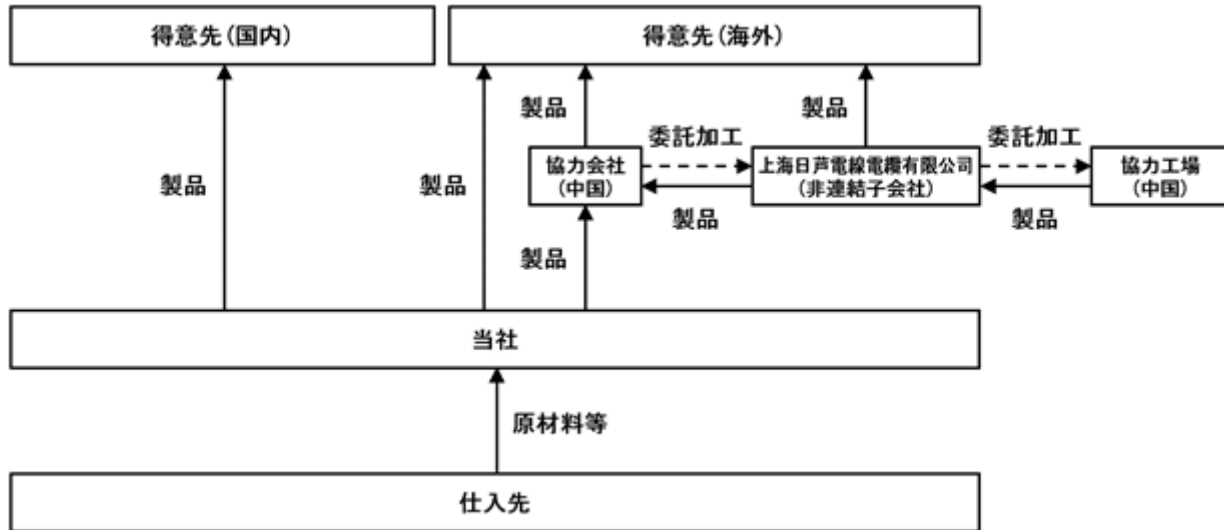 得意先(国内)
得意先(海外)
製品
製品
委託加工
委託加工
協力会社
(中国)
上海日芦電線電纜有限公司
(非連結子会社)
協力工場
(中国)
製品
製品
製品
製品
製品
当社
原材料等
仕入先